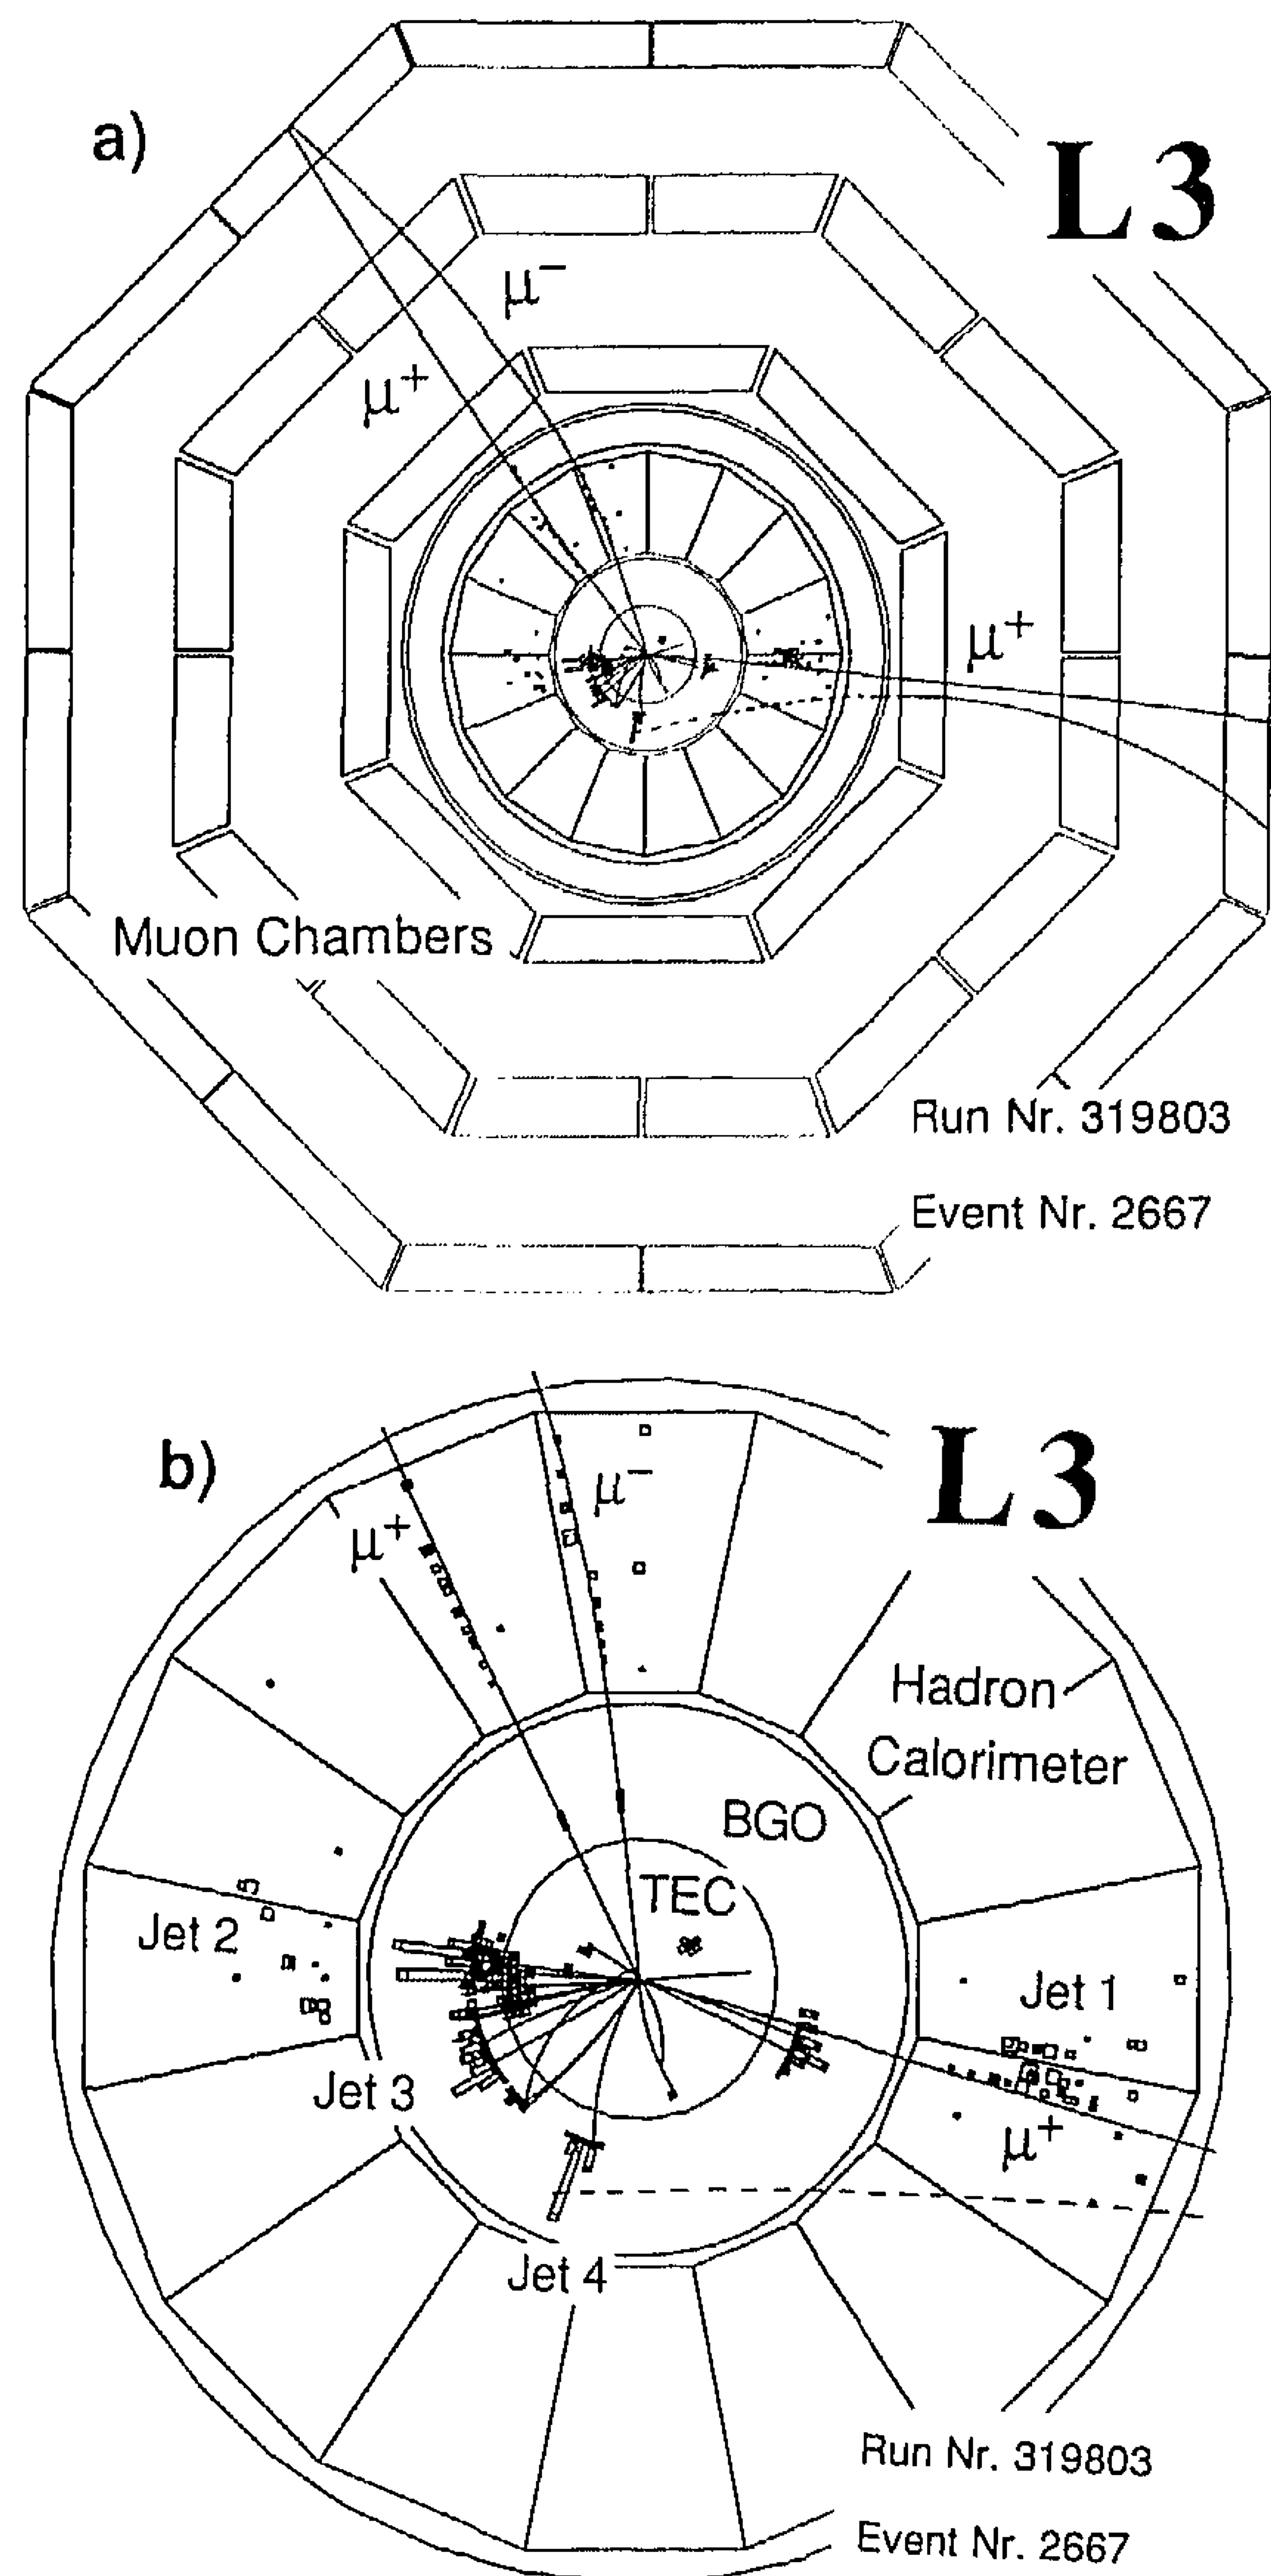 a)
L3
μ⁻
μ⁺
μ⁺
Muon Chambers
Run Nr. 319803
Event Nr. 2667
b)
L3
μ⁻
μ⁺
Hadron
Calorimeter
BGO
TEC
Jet 2
Jet 1
Jet 3
μ⁺
Jet 4
Run Nr. 319803
Event Nr. 2667